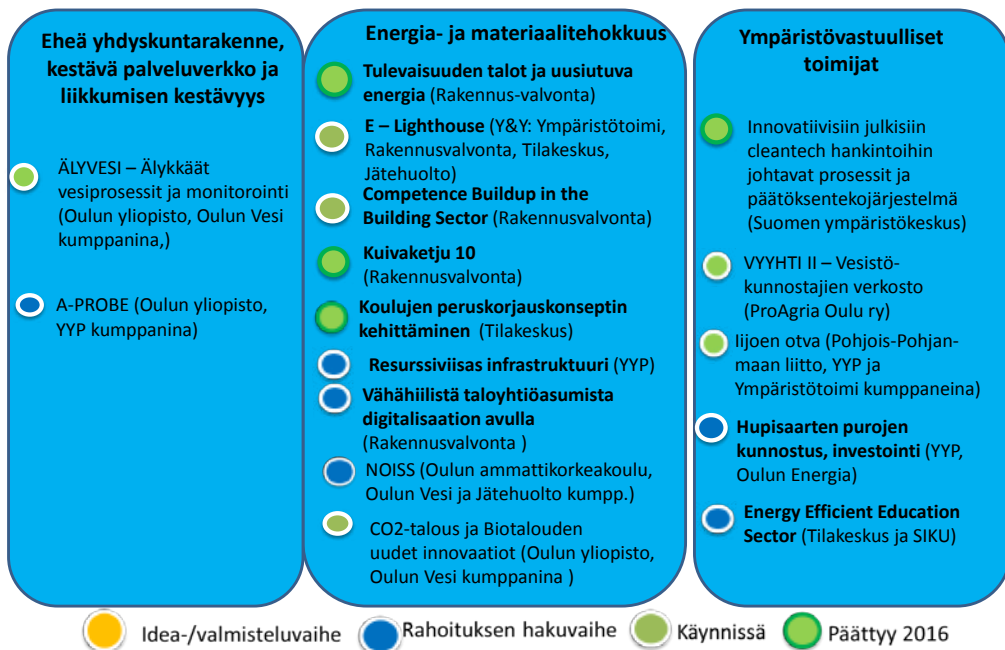 Eheä yhdyskuntarakenne,
kestävä palveluverkko ja
liikkumisen kestävyys
ÄLYVESI – Älykkäät
vesiprosessit ja monitorointi
(Oulun yliopisto, Oulun Vesi
kumppanina,)
A-PROBE (Oulun yliopisto,
YYP kumppanina)
Energia- ja materiaalitehokkuus
Tulevaisuuden talot ja uusiutuva
energia (Rakennus-valvonta)
E – Lighthouse (Y&Y: Ympäristötoimi,
Rakennusvalvonta, Tilakeskus,
Jätehuolto)
Competence Buildup in the
Building Sector (Rakennusvalvonta)
Kuivaketju 10
(Rakennusvalvonta)
Koulujen peruskorjauskonseptin
kehittäminen (Tilakeskus)
Resurssiviisas infrastruktuuri (YYP)
Vähähiilistä taloyhtiöasumista
digitalisaation avulla
(Rakennusvalvonta )
NOISS (Oulun ammattikorkeakoulu,
Oulun Vesi ja Jätehuolto kumpp.)
CO2-talous ja Biotalouden
uudet innovaatiot (Oulun yliopisto,
Oulun Vesi kumppanina )
Ympäristövastuulliset
toimijat
Innovatiivisiin julkisiin
cleantech hankintoihin
johtavat prosessit ja
päätöksentekojärjestelmä
(Suomen ympäristökeskus)
VYYHTI II – Vesistö-
kunnostajien verkosto
(ProAgria Oulu ry)
Iijoen otva (Pohjois-Pohjan-
maan liitto, YYP ja
Ympäristötoimi kumppaneina)
Hupisaarten purojen
kunnostus, investointi (YYP,
Oulun Energia)
Energy Efficient Education
Sector (Tilakeskus ja SIKU)
Idea-/valmisteluvaihe
Rahoituksen hakuvaihe
Käynnissä
Päättyy 2016